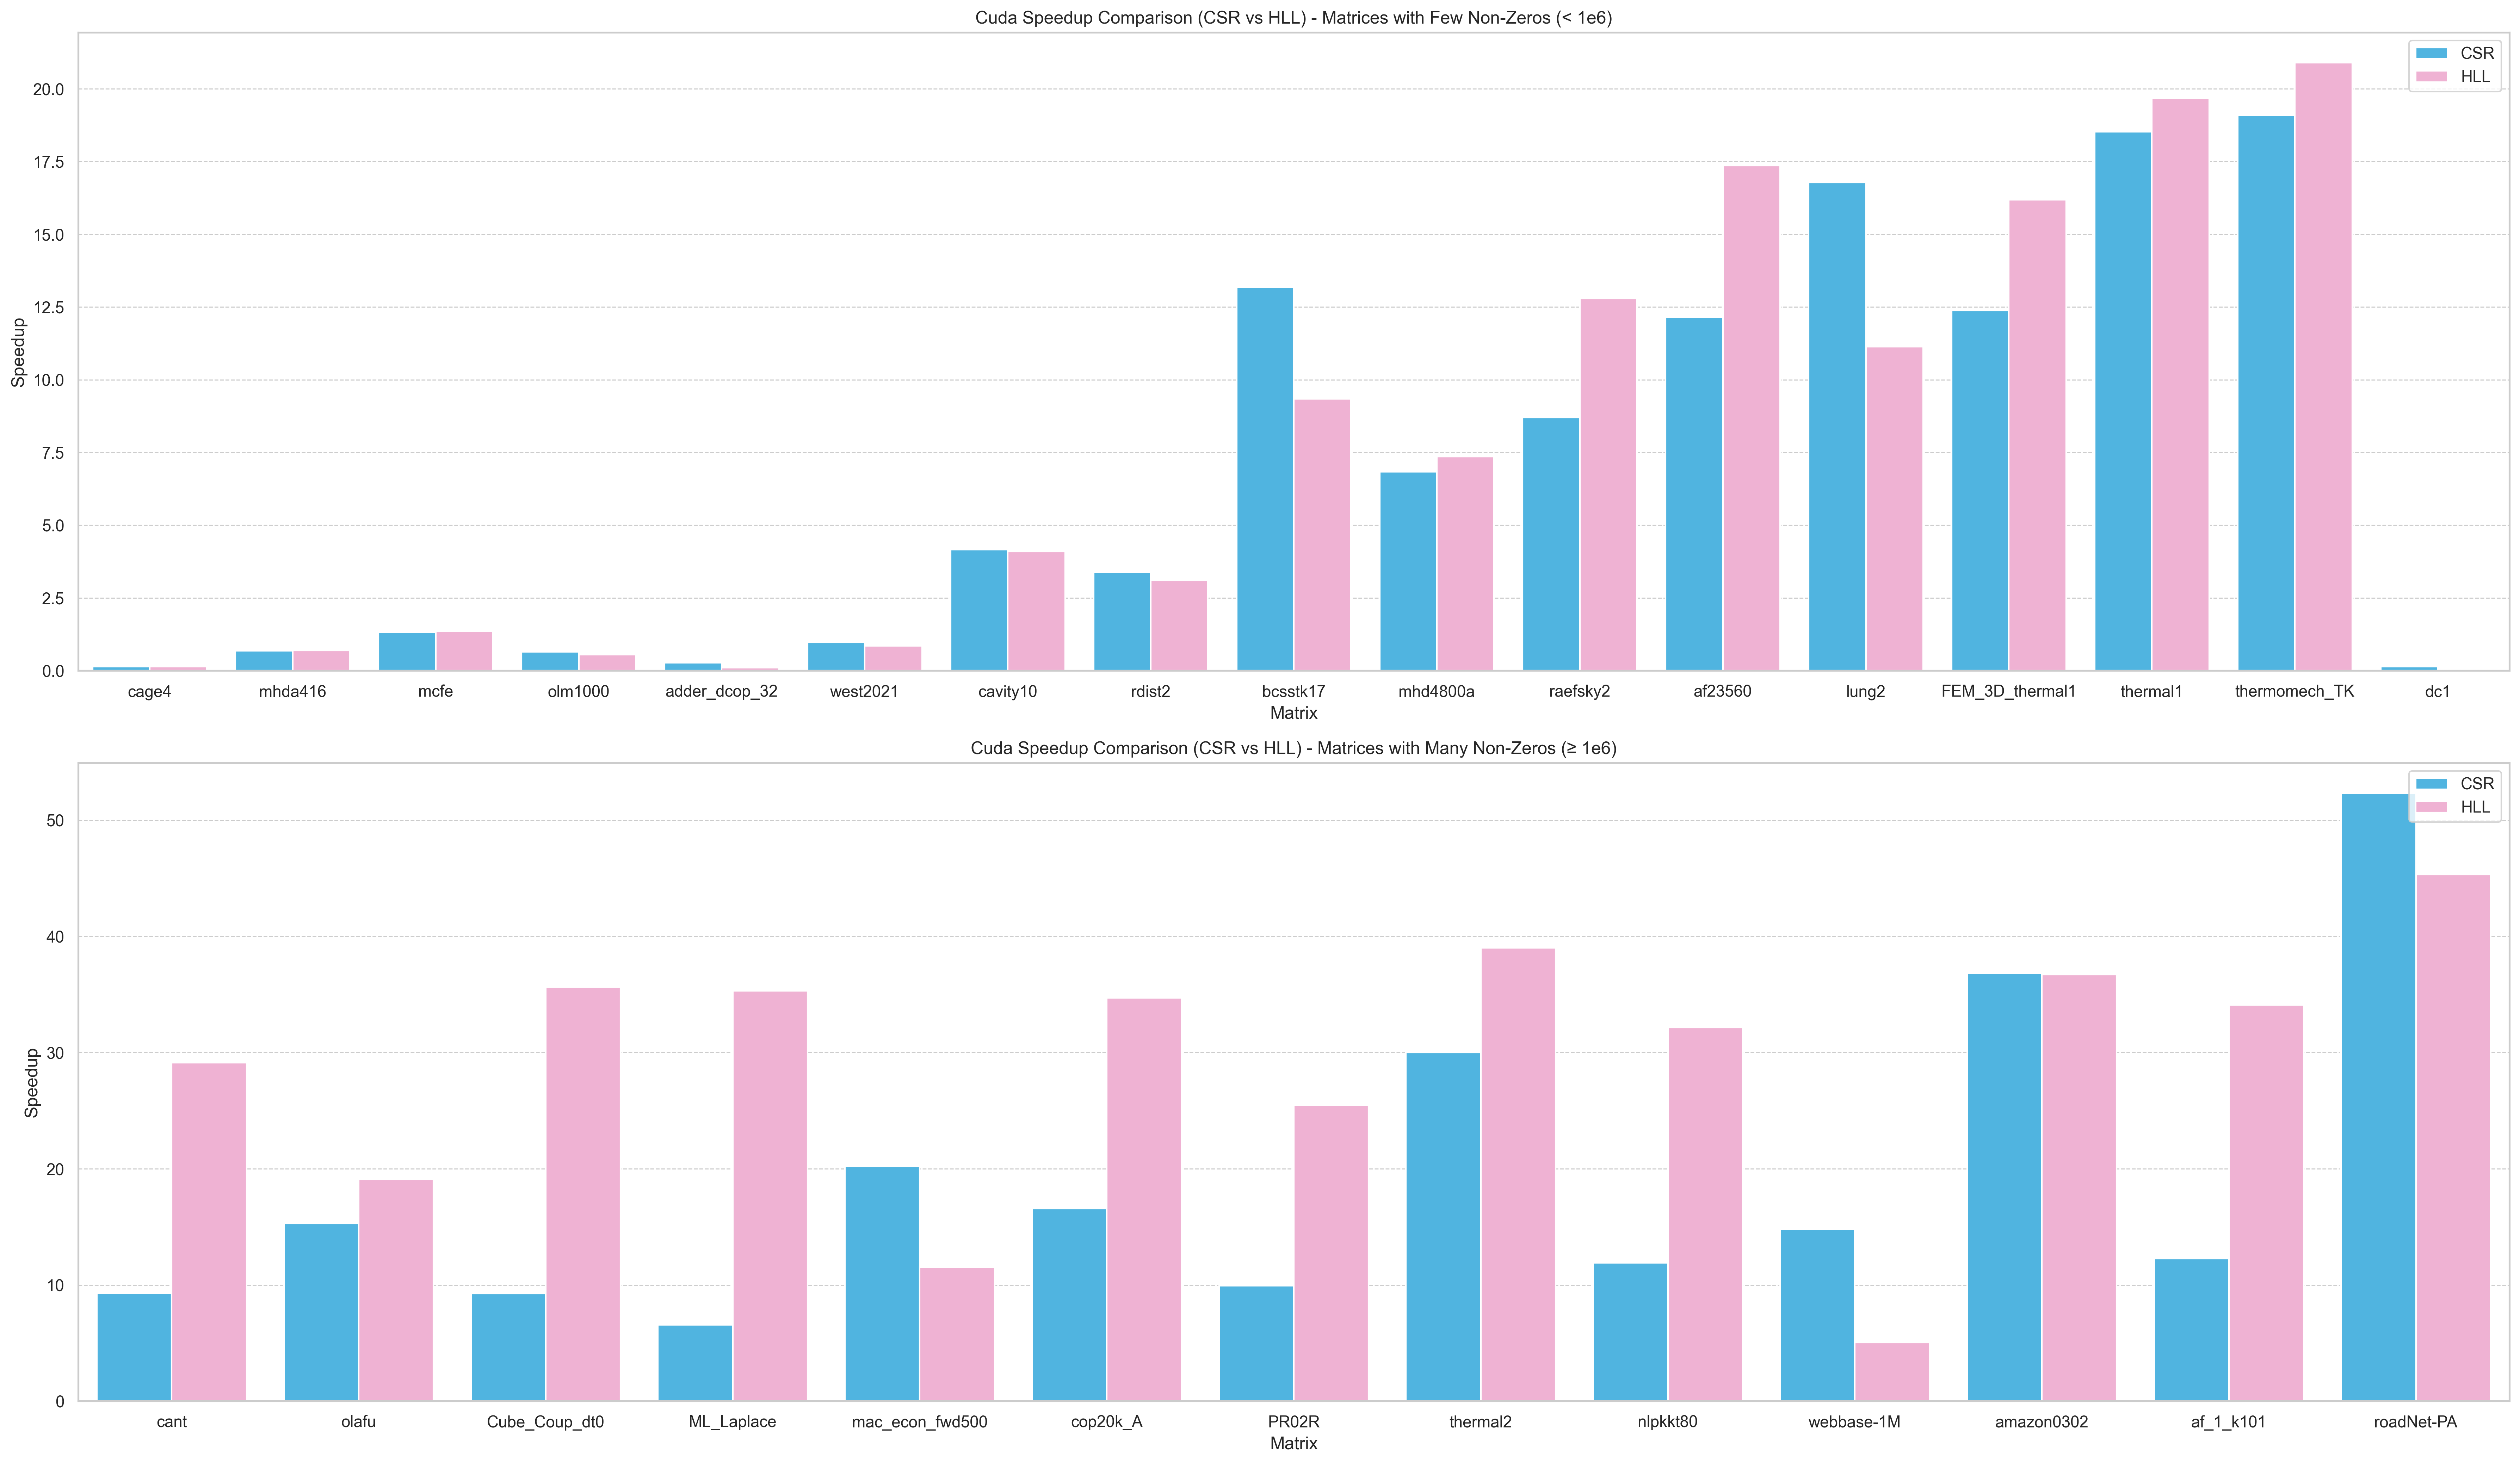 Cuda Speedup Comparison (CSR vs HLL) - Matrices with Few Non-Zeros (< 1e6)
CSR
HLL
Speedup
20.0
17.5
15.0
12.5
10.0
7.5
5.0
2.5
0.0
cage4 mhda416 mcfe olm1000 adder_dcop_32 west2021 cavity10 rdist2 bcsstk17 mhd4800a raefsky2 af23560 lung2 FEM_3D_thermal1 thermal1 thermomech_TK dc1
Matrix
Cuda Speedup Comparison (CSR vs HLL) - Matrices with Many Non-Zeros (≥ 1e6)
CSR
HLL
Speedup
50
40
30
20
10
0
cant olafu Cube_Coup_dt0 ML_Laplace mac_econ_fwd500 cop20k_A PR02R thermal2 nlpkkt80 webbase-1M amazon0302 af_1_k101 roadNet-PA
Matrix